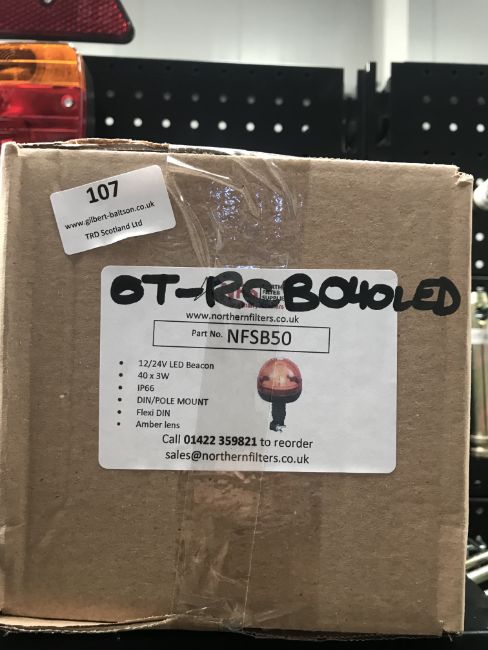 107
www.gilbert-baitson.co.uk
TRD Scotland Ltd
OT-RCB040LED
www.northernfilters.co.uk
Part No. NFSB50
• 12/24V LED Beacon
• 40 x 3W
• IP66
• DIN/POLE MOUNT
• Flexi DIN
• Amber lens
Call 01422 359821 to reorder
sales@northernfilters.co.uk